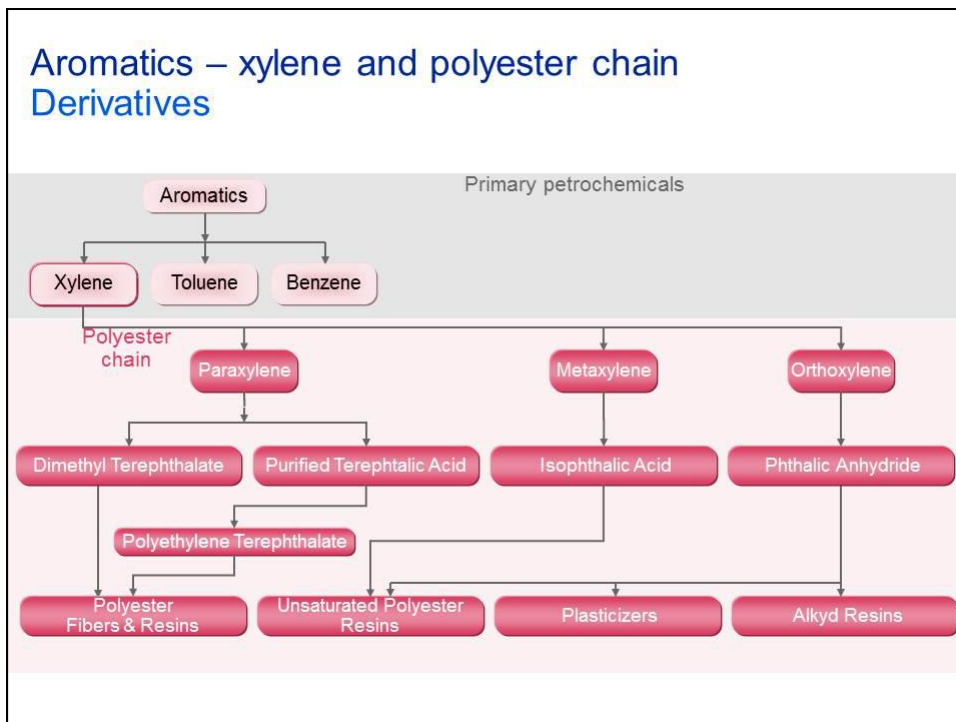 Aromatics – xylene and polyester chain
Derivatives
Primary petrochemicals
Aromatics
Xylene
Toluene
Benzene
Polyester
chain
Paraxylene
Metaxylene
Orthoxylene
Dimethyl Terephthalate
Purified Terephtalic Acid
Isophthalic Acid
Phthalic Anhydride
Polyethylene Terephthalate
Polyester
Fibers & Resins
Unsaturated Polyester
Resins
Plasticizers
Alkyd Resins